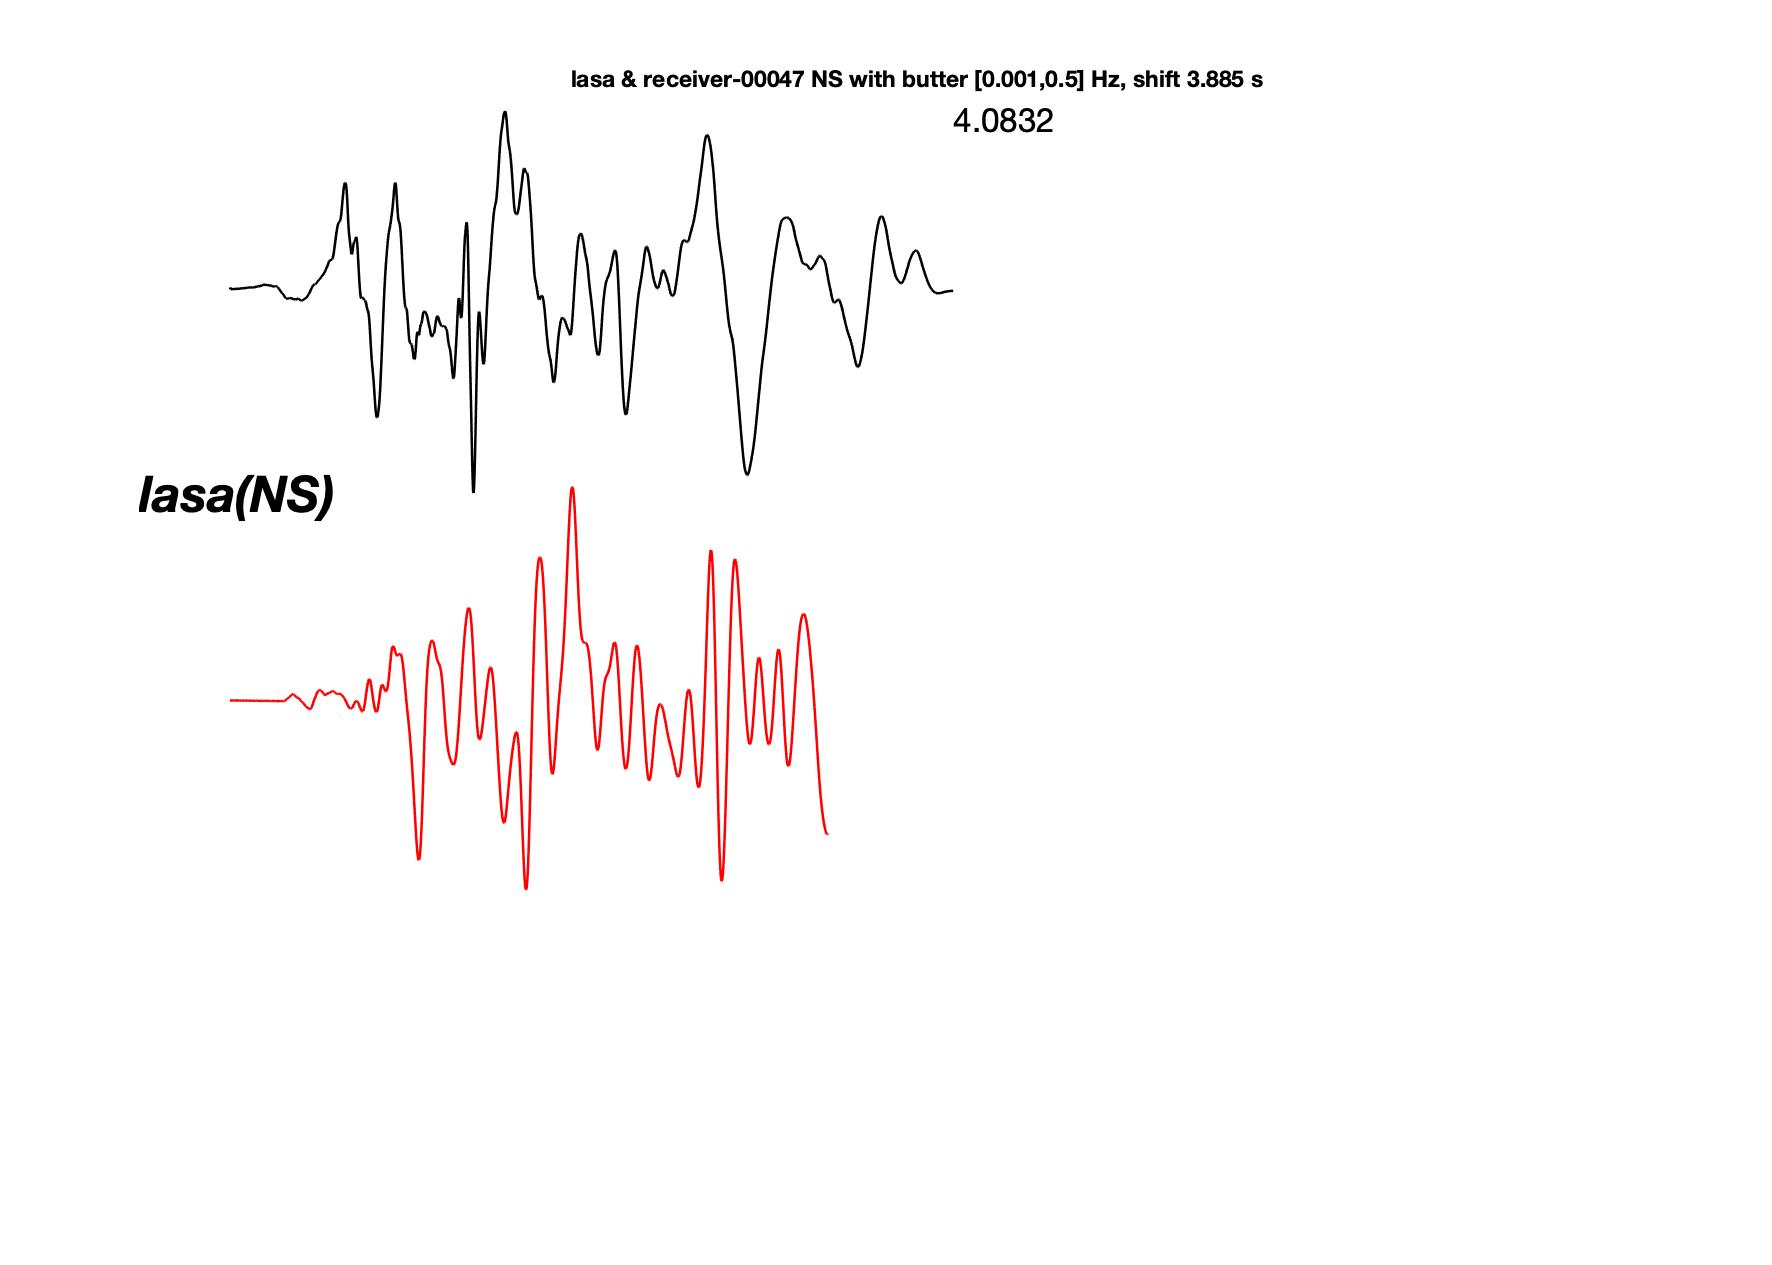 lasa & receiver-00047 NS with butter [0.001,0.5] Hz, shift 3.885 s
4.0832
lasa(NS)